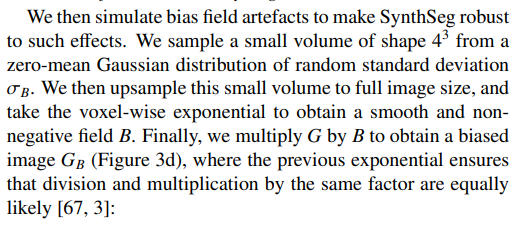 We then simulate bias field artefacts to make SynthSeg robust
to such effects. We sample a small volume of shape 4³ from a
zero-mean Gaussian distribution of random standard deviation
σB. We then upsample this small volume to full image size, and
take the voxel-wise exponential to obtain a smooth and non-
negative field B. Finally, we multiply G by B to obtain a biased
image GB (Figure 3d), where the previous exponential ensures
that division and multiplication by the same factor are equally
likely [67, 3]: